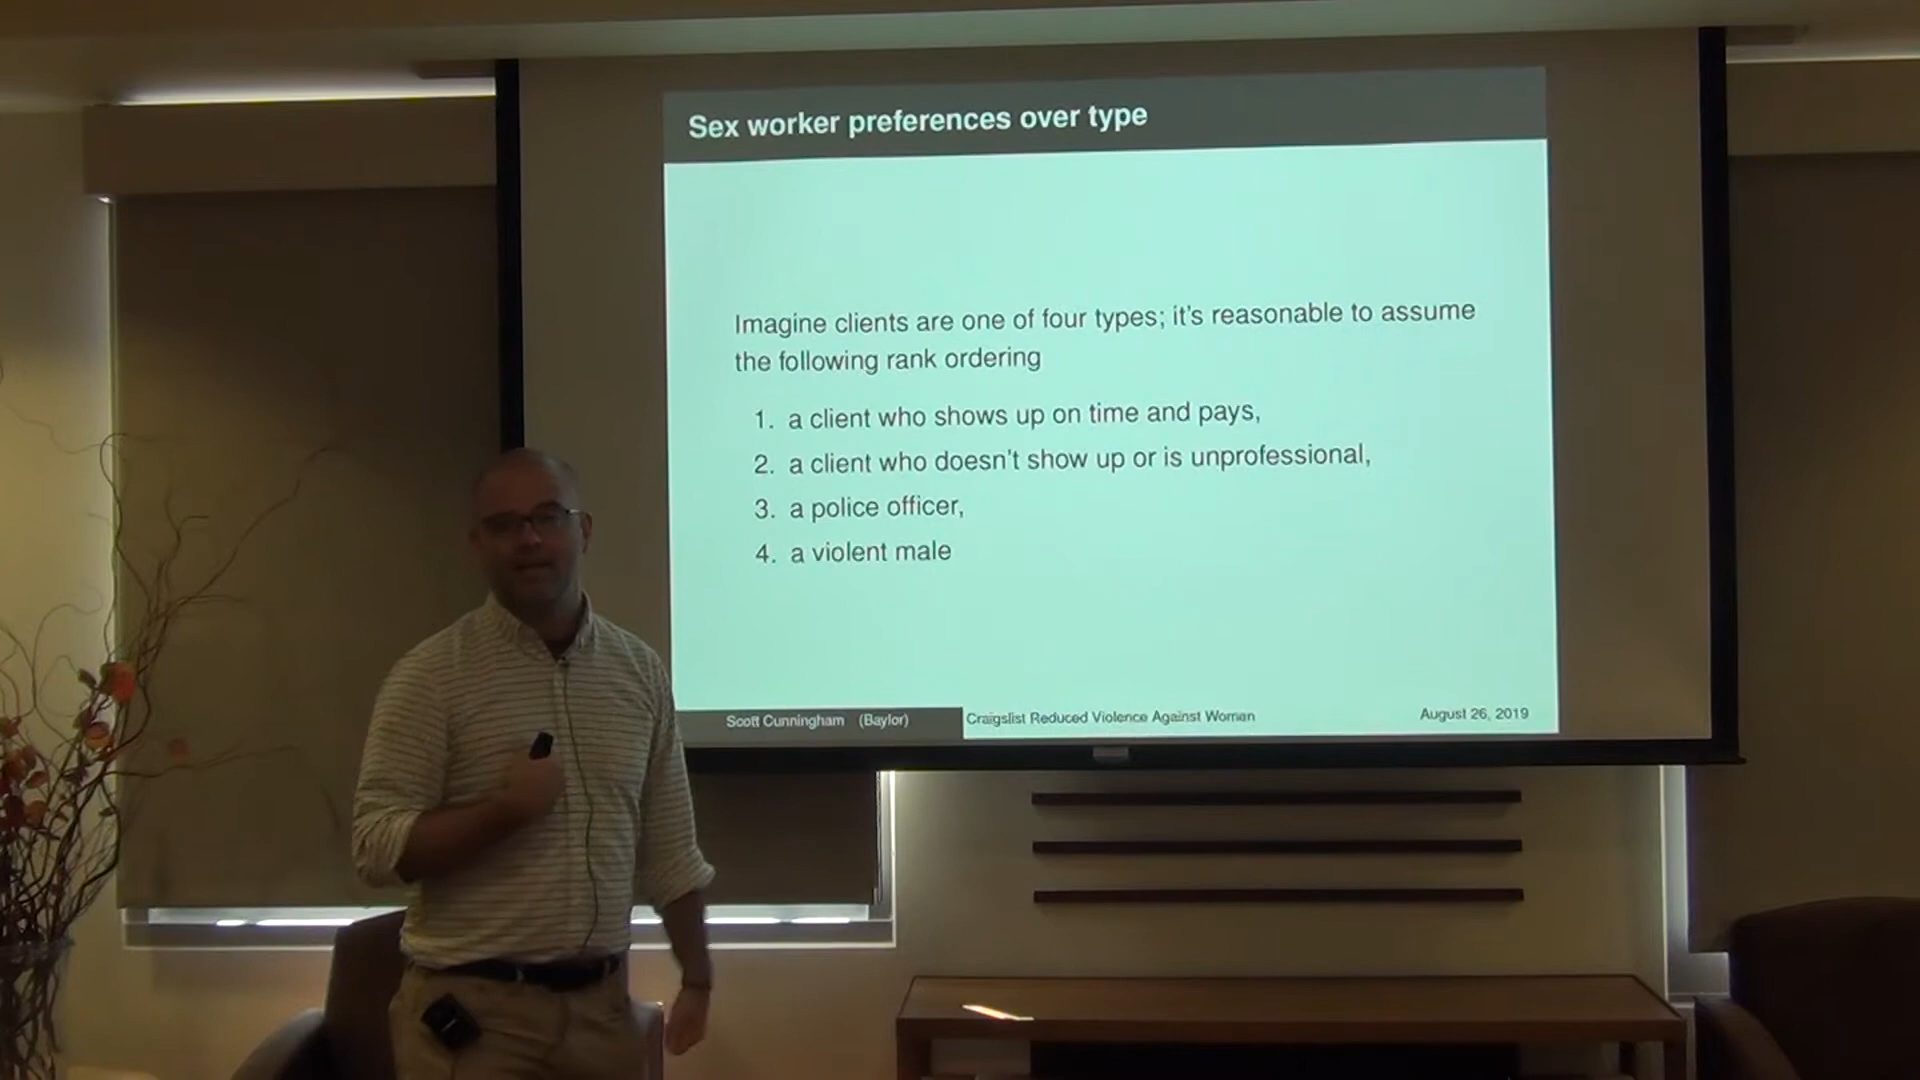 Sex worker preferences over type
Imagine clients are one of four types; it's reasonable to assume
the following rank ordering
1. a client who shows up on time and pays,
2. a client who doesn't show up or is unprofessional,
3. a police officer,
4. a violent male
Scott Cunningham (Baylor)
Craigslist Reduced Violence Against Women
August 26, 2019